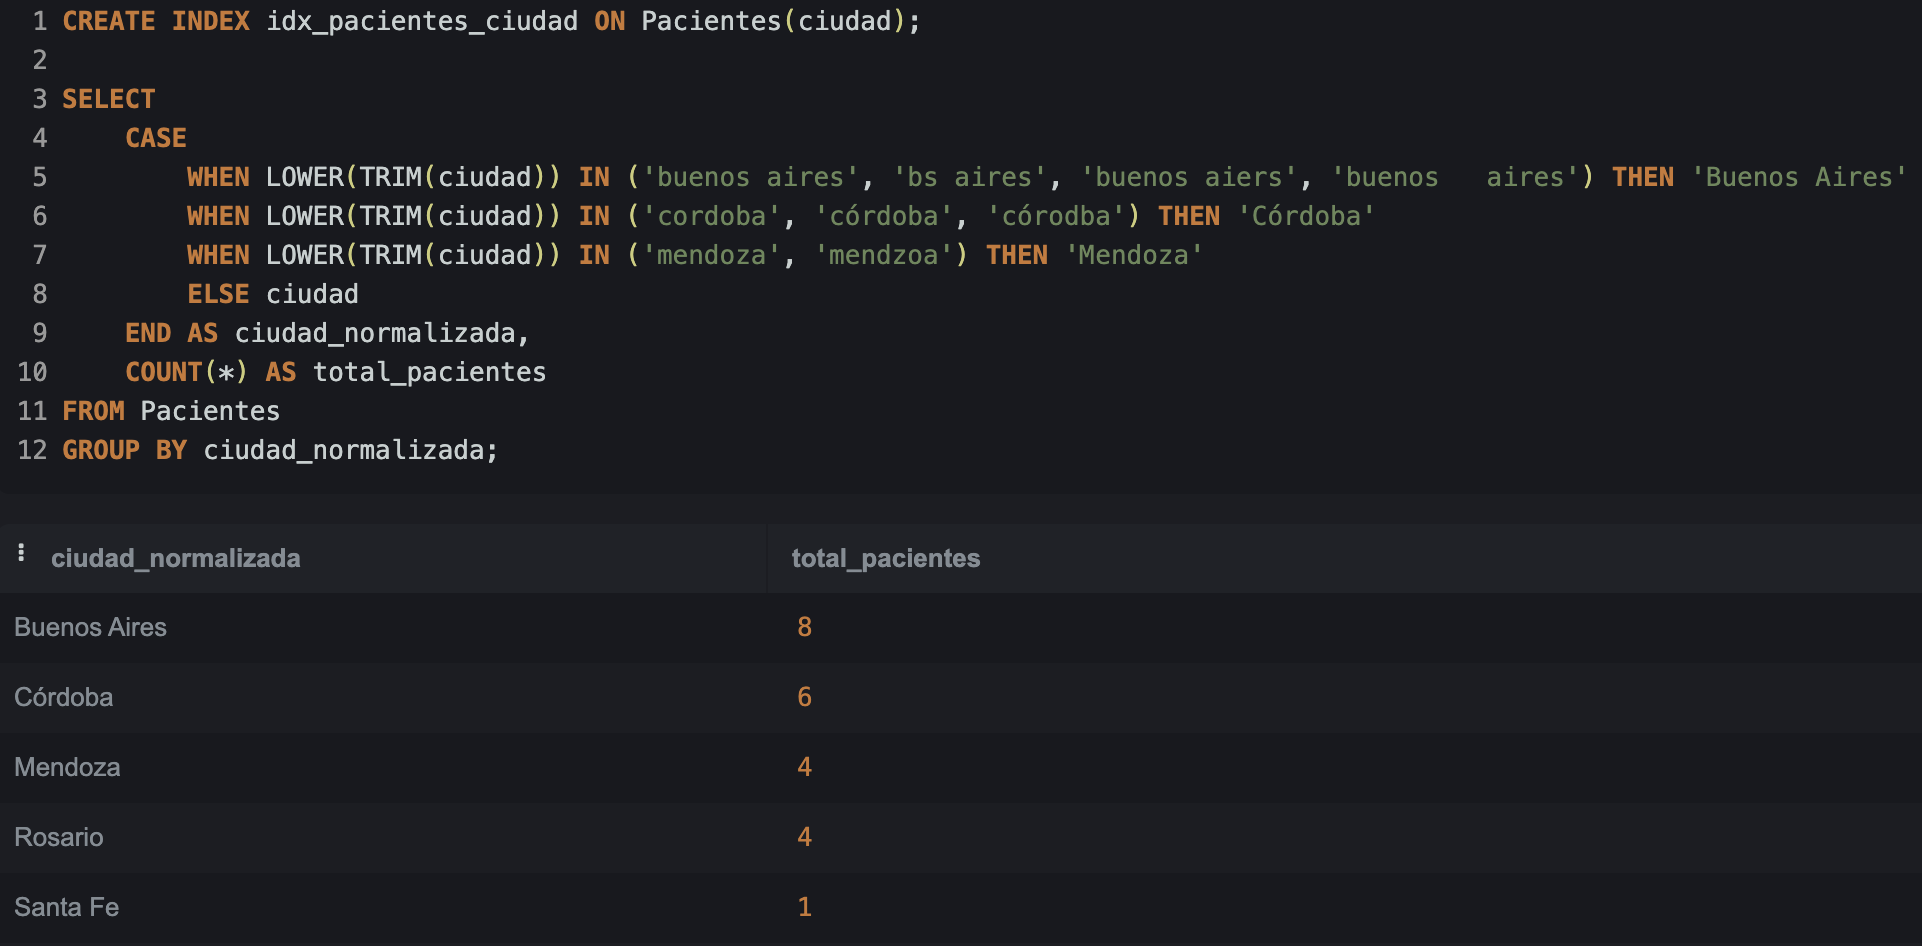 1 CREATE INDEX idx_pacientes_ciudad ON Pacientes(ciudad);
2
3 SELECT
4     CASE
5         WHEN LOWER(TRIM(ciudad)) IN ('buenos aires', 'bs aires', 'buenos aiers', 'buenos   aires') THEN 'Buenos Aires'
6         WHEN LOWER(TRIM(ciudad)) IN ('cordoba', 'córdoba', 'córodba') THEN 'Córdoba'
7         WHEN LOWER(TRIM(ciudad)) IN ('mendoza', 'mendzoa') THEN 'Mendoza'
8         ELSE ciudad
9     END AS ciudad_normalizada,
10     COUNT(*) AS total_pacientes
11 FROM Pacientes
12 GROUP BY ciudad_normalizada;
ciudad_normalizada total_pacientes
Buenos Aires 8
Córdoba 6
Mendoza 4
Rosario 4
Santa Fe 1